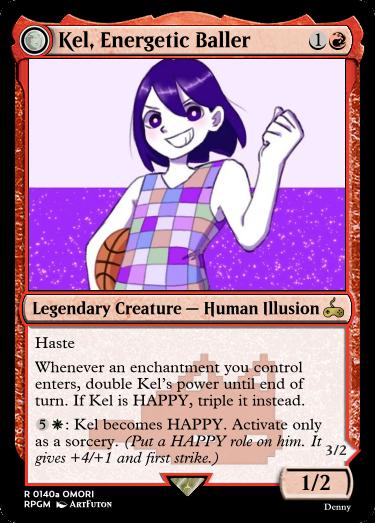 Kel, Energetic Baller 1
Legendary Creature — Human Illusion
Haste
Whenever an enchantment you control
enters, double Kel's power until end of
turn. If Kel is HAPPY, triple it instead.
5: Kel becomes HAPPY. Activate only
as a sorcery. (Put a HAPPY role on him. It
gives +4/+1 and first strike.)
3/2
1/2
R 0140a OMORI
RPGM ArtFuton
Denny